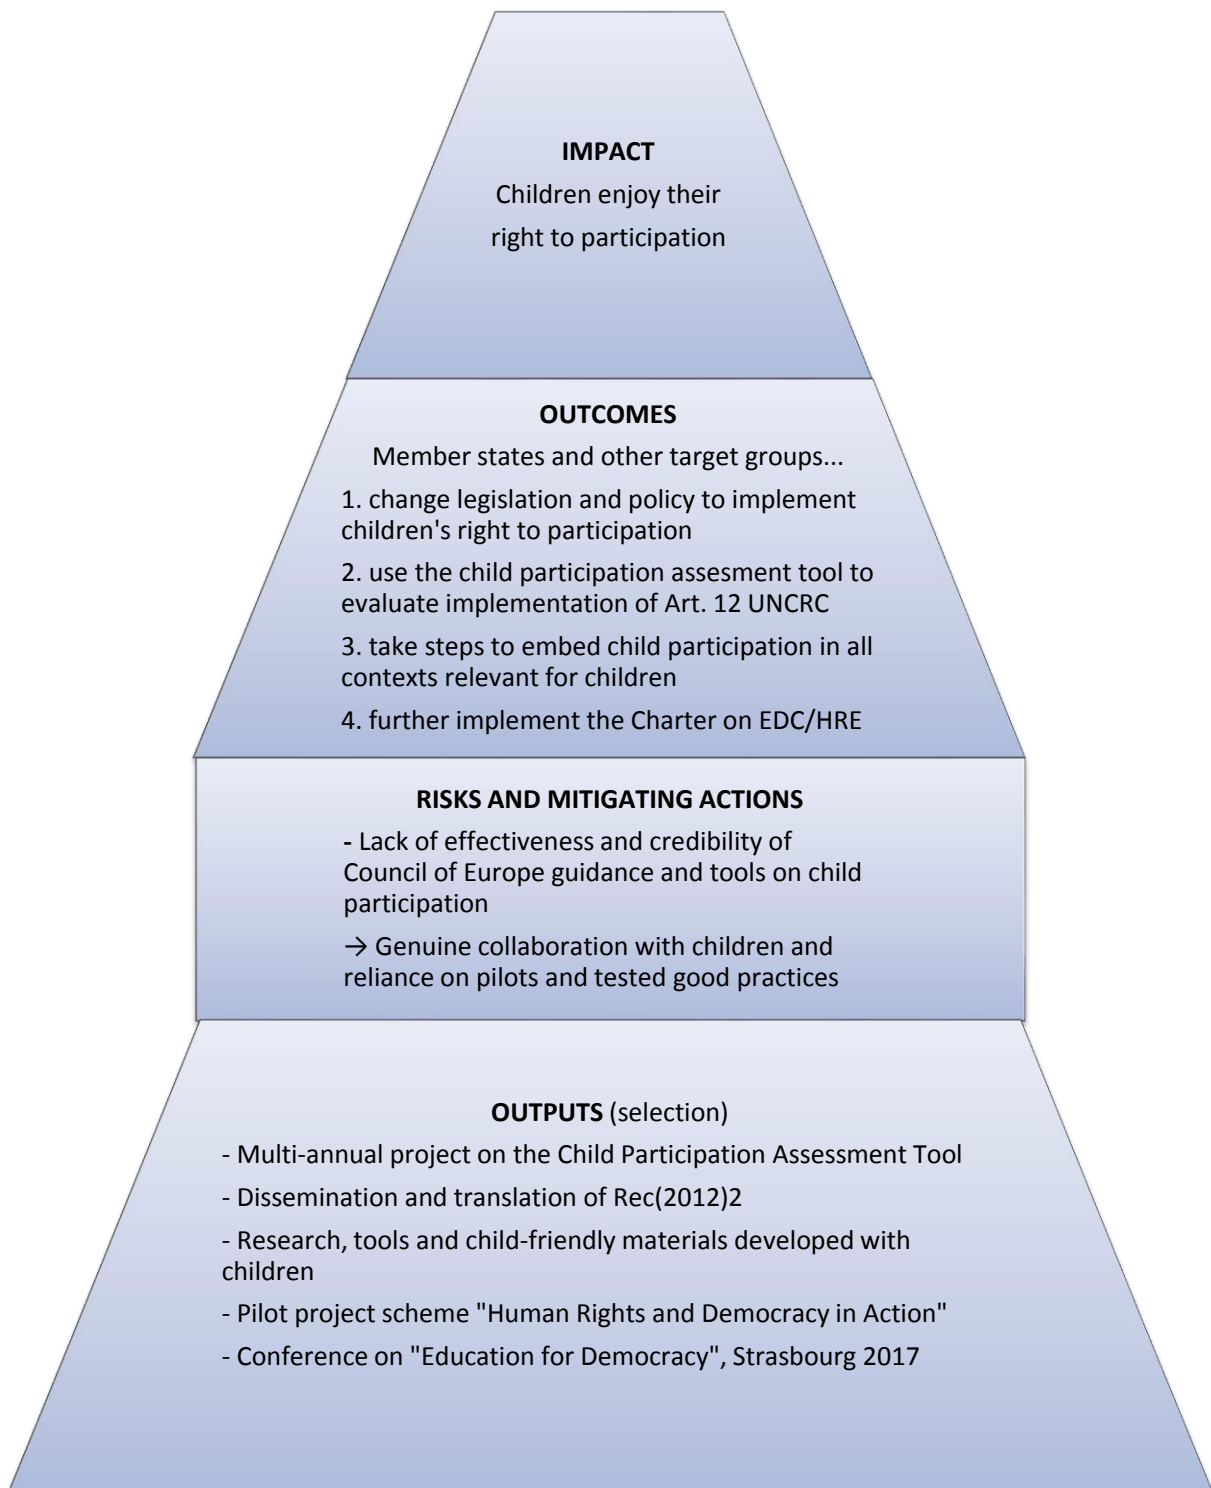 IMPACT
Children enjoy their
right to participation
OUTCOMES
Member states and other target groups...
1. change legislation and policy to implement
children's right to participation
2. use the child participation assesment tool to
evaluate implementation of Art. 12 UNCRC
3. take steps to embed child participation in all
contexts relevant for children
4. further implement the Charter on EDC/HRE
RISKS AND MITIGATING ACTIONS
- Lack of effectiveness and credibility of
Council of Europe guidance and tools on child
participation
→ Genuine collaboration with children and
reliance on pilots and tested good practices
OUTPUTS (selection)
- Multi-annual project on the Child Participation Assessment Tool
- Dissemination and translation of Rec(2012)2
- Research, tools and child-friendly materials developed with
children
- Pilot project scheme "Human Rights and Democracy in Action"
- Conference on "Education for Democracy", Strasbourg 2017